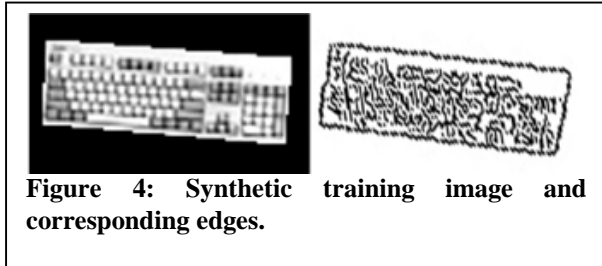 Figure 4: Synthetic training image and
corresponding edges.